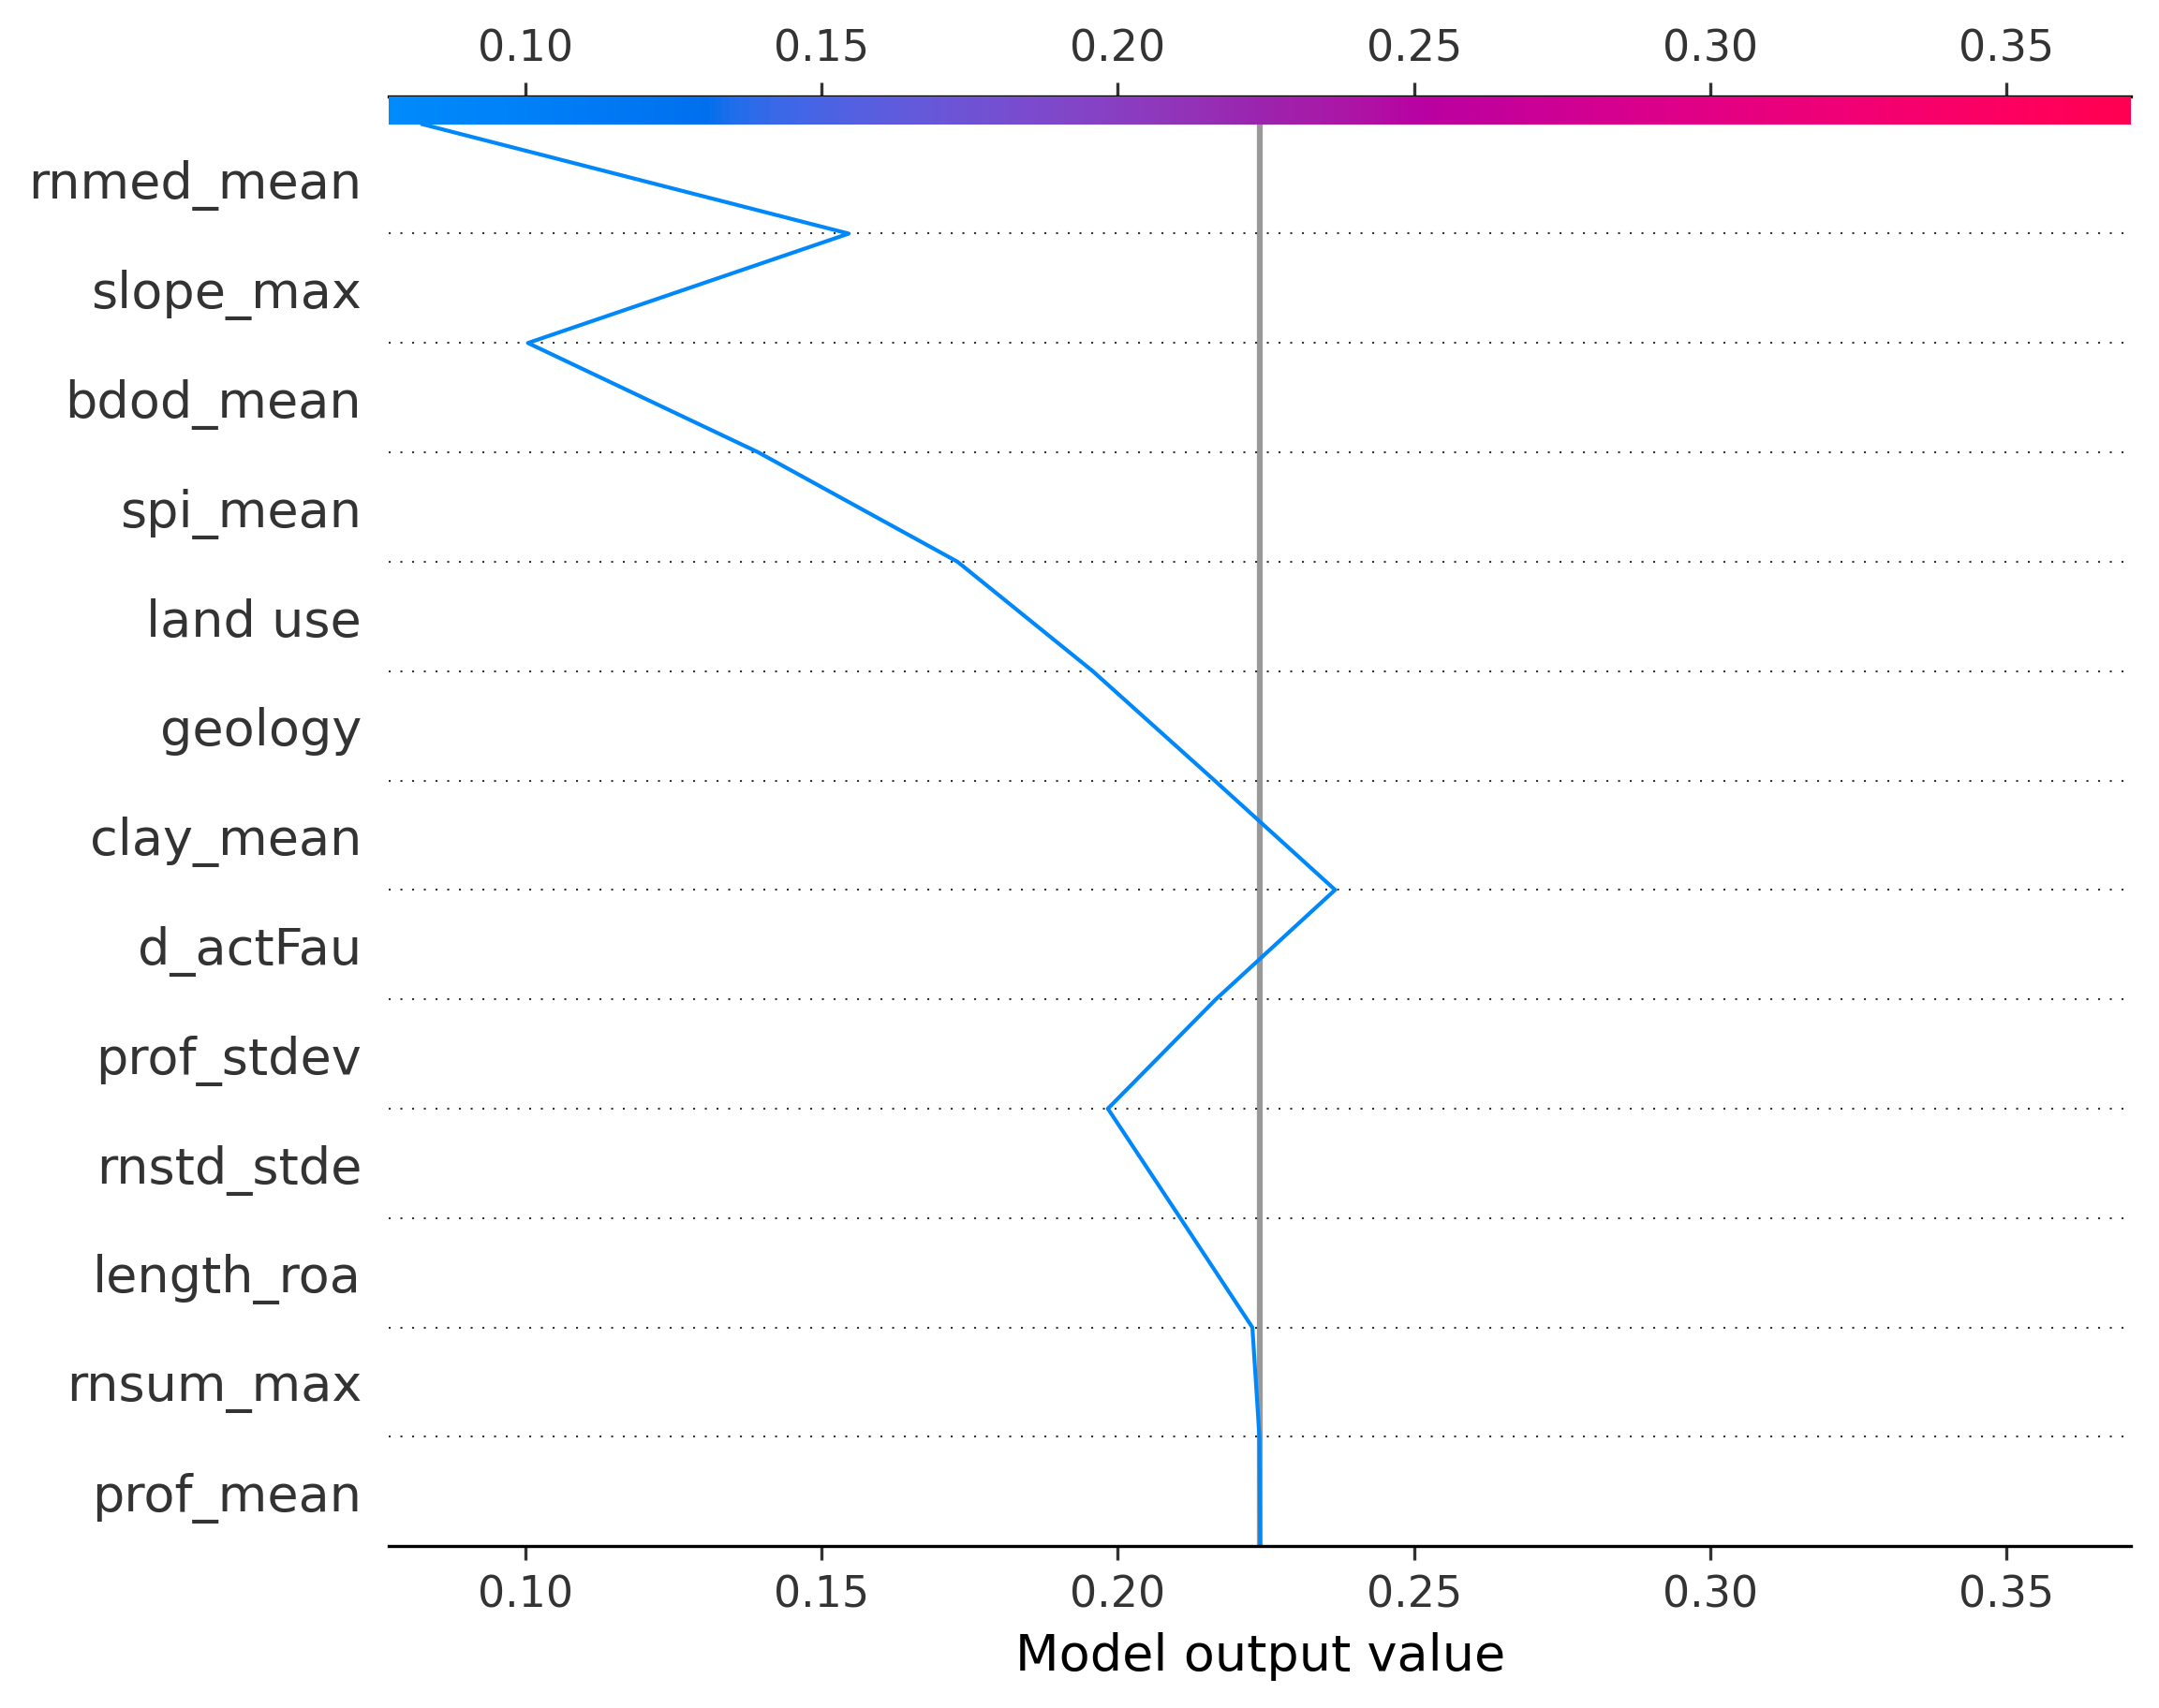 0.10 0.15 0.20 0.25 0.30 0.35
rnmed_mean
slope_max
bdod_mean
spi_mean
land use
geology
clay_mean
d_actFau
prof_stdev
rnstd_stde
length_roa
rnsum_max
prof_mean
0.10 0.15 0.20 0.25 0.30 0.35
Model output value